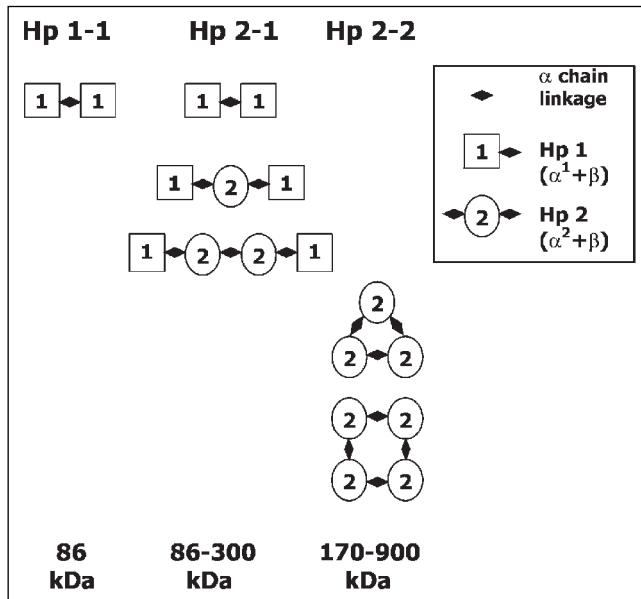 Hp 1-1 Hp 2-1 Hp 2-2
α chain
linkage
1 1 1 1
1 Hp 1
(α¹+β)
1 2 1
2 Hp 2
(α²+β)
1 2 2 1
2
2 2
2 2
2 2
86 86-300 170-900
kDa kDa kDa